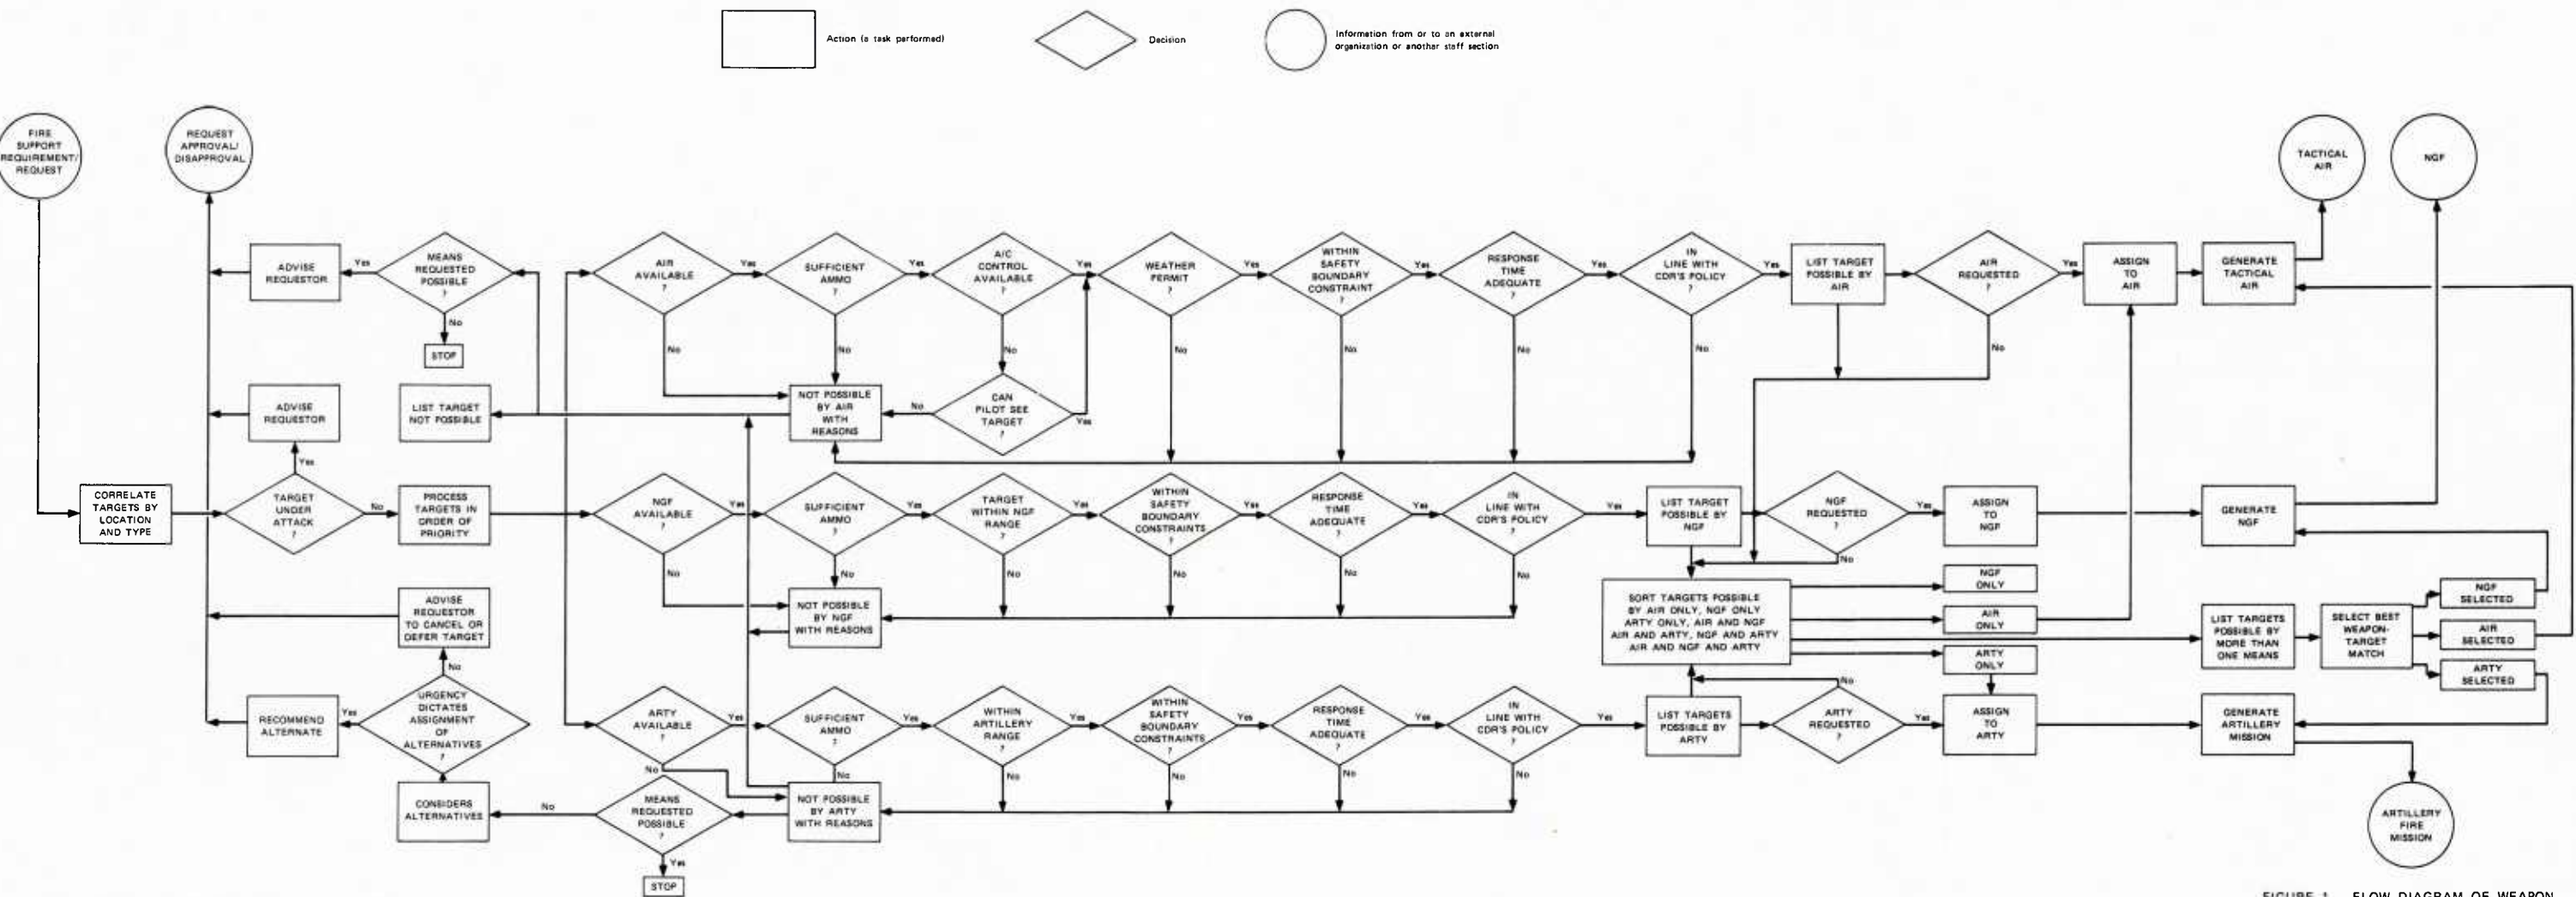 Action (a task performed)
Decision
Information from or to an external
organization or another staff section
FIRE
SUPPORT
REQUIREMENT/
REQUEST
REQUEST
APPROVAL/
DISAPPROVAL
TACTICAL
AIR
NGF
ADVISE
REQUESTOR
Yes
MEANS
REQUESTED
POSSIBLE
?
No
STOP
AIR
AVAILABLE
?
Yes
No
SUFFICIENT
AMMO
?
Yes
No
A/C
CONTROL
AVAILABLE
?
Yes
No
WEATHER
PERMIT
?
Yes
No
WITHIN
SAFETY
BOUNDARY
CONSTRAINT
?
Yes
No
RESPONSE
TIME
ADEQUATE
?
Yes
No
IN
LINE WITH
CDR'S POLICY
?
Yes
No
LIST TARGET
POSSIBLE BY
AIR
AIR
REQUESTED
?
Yes
No
ASSIGN
TO
AIR
GENERATE
TACTICAL
AIR
ADVISE
REQUESTOR
Yes
LIST TARGET
NOT POSSIBLE
NOT POSSIBLE
BY AIR
WITH
REASONS
No
CAN
PILOT SEE
TARGET
?
Yes
CORRELATE
TARGETS BY
LOCATION
AND TYPE
TARGET
UNDER
ATTACK
?
No
PROCESS
TARGETS IN
ORDER OF
PRIORITY
NGF
AVAILABLE
?
Yes
No
SUFFICIENT
AMMO
?
Yes
No
TARGET
WITHIN NGF
RANGE
?
Yes
No
WITHIN
SAFETY
BOUNDARY
CONSTRAINTS
?
Yes
No
RESPONSE
TIME
ADEQUATE
?
Yes
No
IN
LINE WITH
CDR'S POLICY
?
Yes
No
LIST TARGET
POSSIBLE BY
NGF
NGF
REQUESTED
?
Yes
No
ASSIGN
TO
NGF
GENERATE
NGF
ADVISE
REQUESTOR
TO CANCEL OR
DEFER TARGET
NOT POSSIBLE
BY NGF
WITH REASONS
SORT TARGETS POSSIBLE
BY AIR ONLY, NGF ONLY
ARTY ONLY, AIR AND NGF
AIR AND ARTY, NGF AND ARTY
AIR AND NGF AND ARTY
NGF
ONLY
AIR
ONLY
ARTY
ONLY
LIST TARGETS
POSSIBLE BY
MORE THAN
ONE MEANS
SELECT BEST
WEAPON-
TARGET
MATCH
NGF
SELECTED
AIR
SELECTED
ARTY
SELECTED
No
RECOMMEND
ALTERNATE
Yes
URGENCY
DICTATES
ASSIGNMENT
OF
ALTERNATIVES
?
ARTY
AVAILABLE
?
Yes
No
SUFFICIENT
AMMO
?
Yes
No
WITHIN
ARTILLERY
RANGE
?
Yes
No
WITHIN
SAFETY
BOUNDARY
CONSTRAINTS
?
Yes
No
RESPONSE
TIME
ADEQUATE
?
Yes
No
IN
LINE WITH
CDR'S POLICY
?
Yes
No
LIST TARGETS
POSSIBLE BY
ARTY
ARTY
REQUESTED
?
No
Yes
ASSIGN
TO
ARTY
GENERATE
ARTILLERY
MISSION
CONSIDERS
ALTERNATIVES
No
MEANS
REQUESTED
POSSIBLE
?
Yes
STOP
NOT POSSIBLE
BY ARTY
WITH REASONS
ARTILLERY
FIRE
MISSION
FIGURE 1 FLOW DIAGRAM OF WEAPON